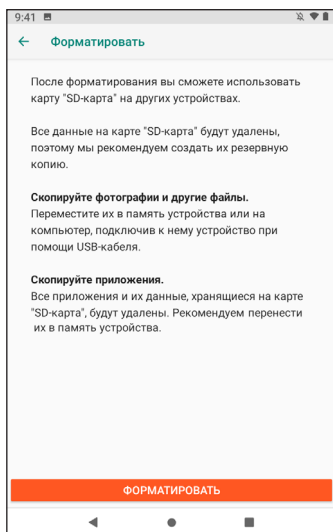 9:41
Форматировать
После форматирования вы сможете использовать
карту "SD-карта" на других устройствах.
Все данные на карте "SD-карта" будут удалены,
поэтому мы рекомендуем создать их резервную
копию.
Скопируйте фотографии и другие файлы.
Переместите их в память устройства или на
компьютер, подключив к нему устройство при
помощи USB-кабеля.
Скопируйте приложения.
Все приложения и их данные, хранящиеся на карте
"SD-карта", будут удалены. Рекомендуем перенести
их в память устройства.
ФОРМАТИРОВАТЬ